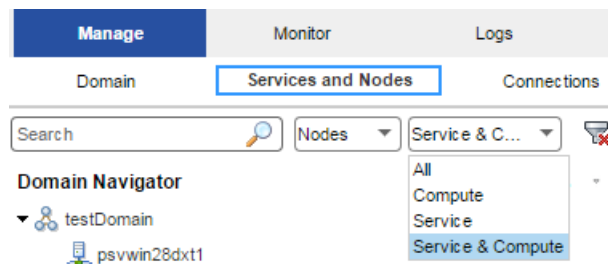 Manage Monitor Logs
Domain Services and Nodes Connections
Search Nodes Service & C...
All
Domain Navigator
Compute
testDomain
Service
Service & Compute
psvwin28dxt1